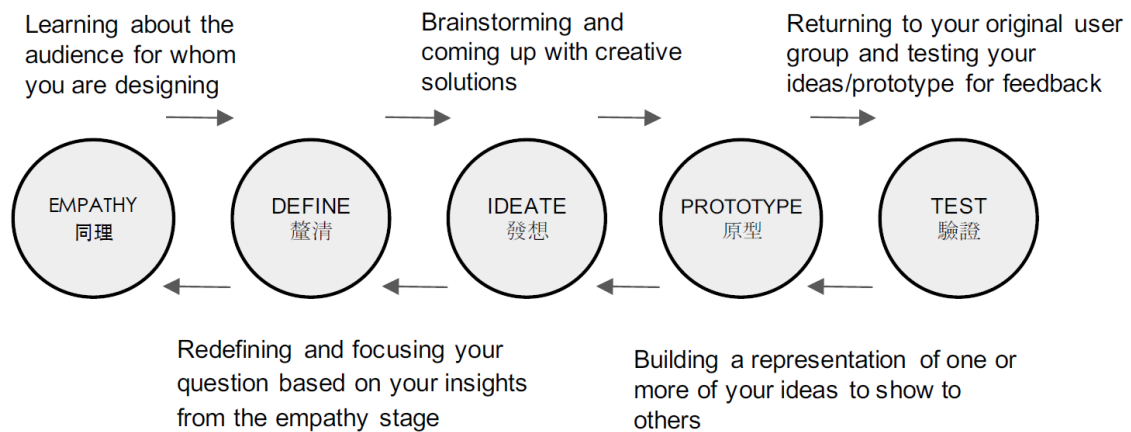 Learning about the
audience for whom
you are designing
Brainstorming and
coming up with creative
solutions
Returning to your original user
group and testing your
ideas/prototype for feedback
EMPATHY
同理
DEFINE
釐清
IDEATE
發想
PROTOTYPE
原型
TEST
驗證
Redefining and focusing your
question based on your insights
from the empathy stage
Building a representation of one or
more of your ideas to show to
others